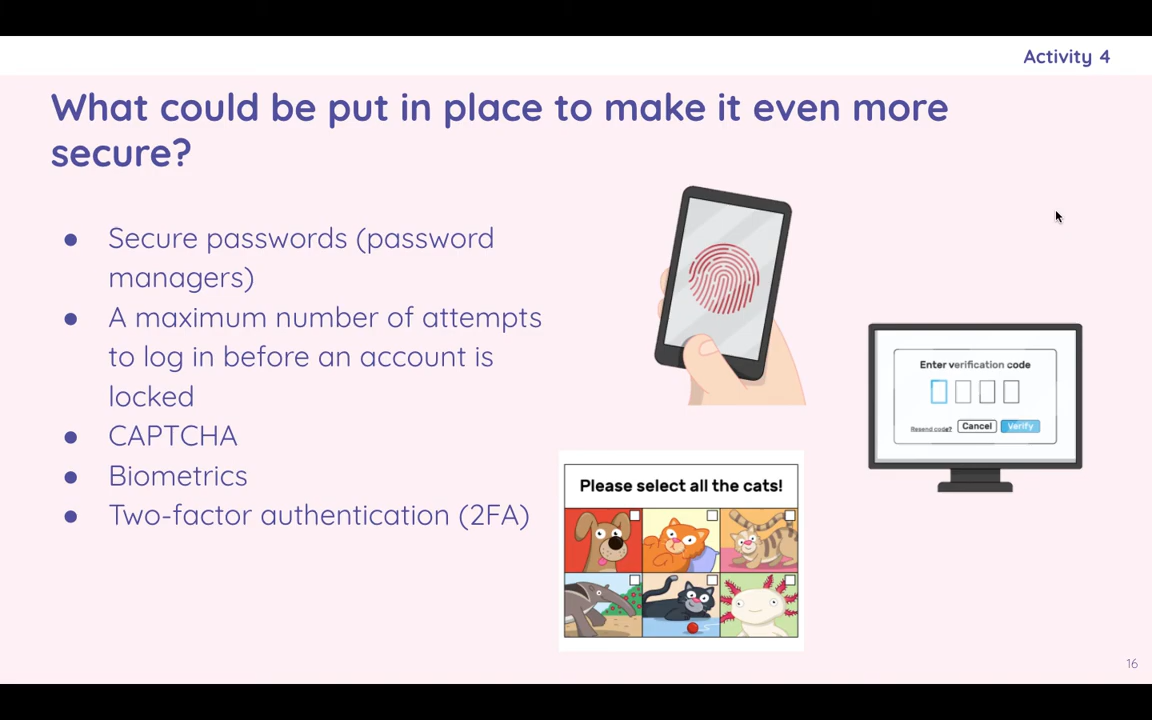 Activity 4
What could be put in place to make it even more
secure?
● Secure passwords (password
managers)
● A maximum number of attempts
to log in before an account is
locked
● CAPTCHA
● Biometrics
● Two-factor authentication (2FA)
Enter verification code
Resend code?
Cancel
Verify
Please select all the cats!
16